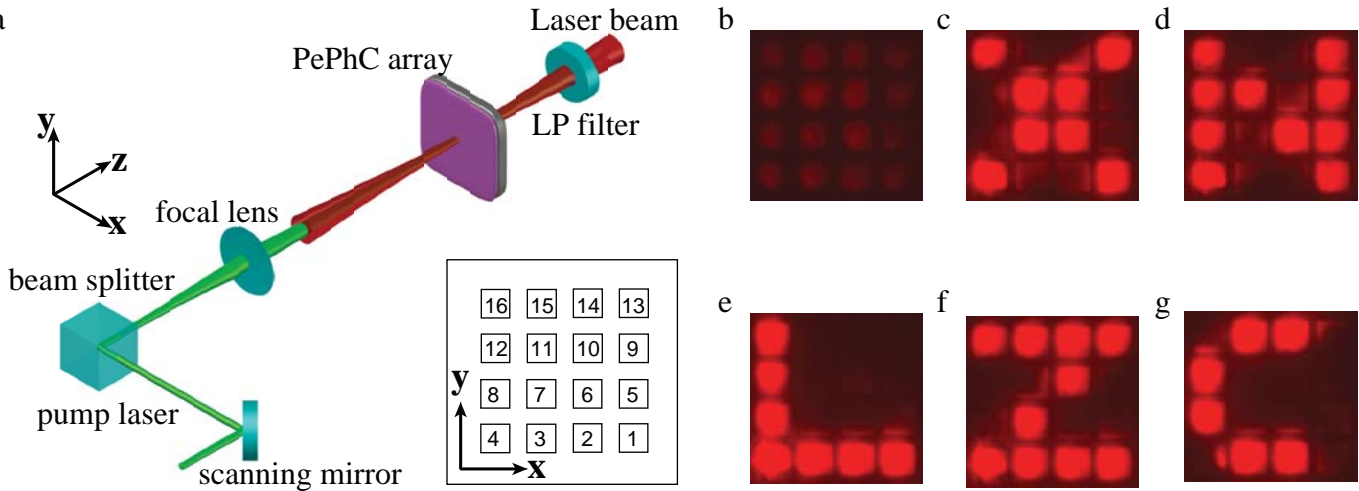 a
Laser beam
PePhC array
LP filter
y
z
x
focal lens
beam splitter
pump laser
scanning mirror
16 15 14 13
12 11 10 9
8 7 6 5
4 3 2 1
y
x
b
c
d
e
f
g